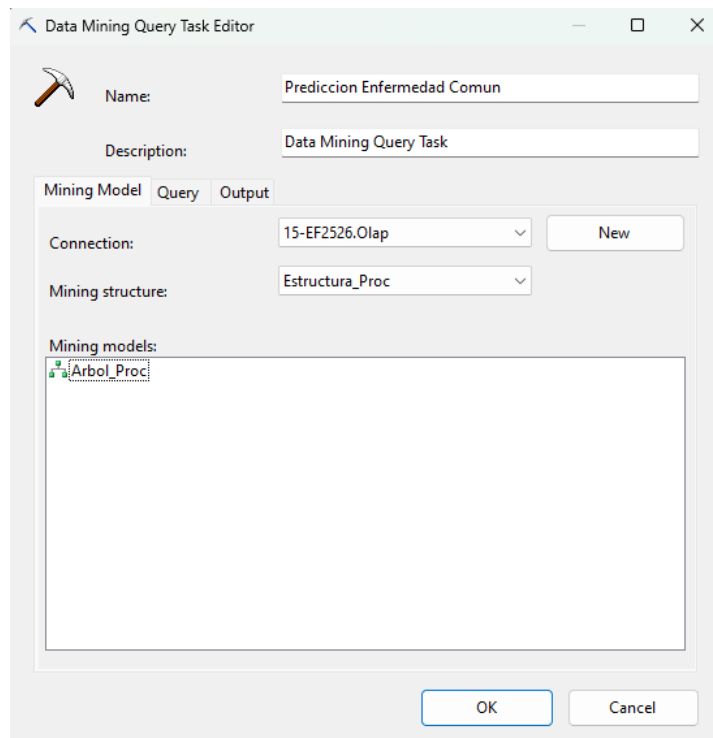 Data Mining Query Task Editor
Name: Prediccion Enfermedad Comun
Description: Data Mining Query Task
Mining Model Query Output
Connection: 15-EF2526.Olap New
Mining structure: Estructura_Proc
Mining models:
Arbol_Proc
OK Cancel